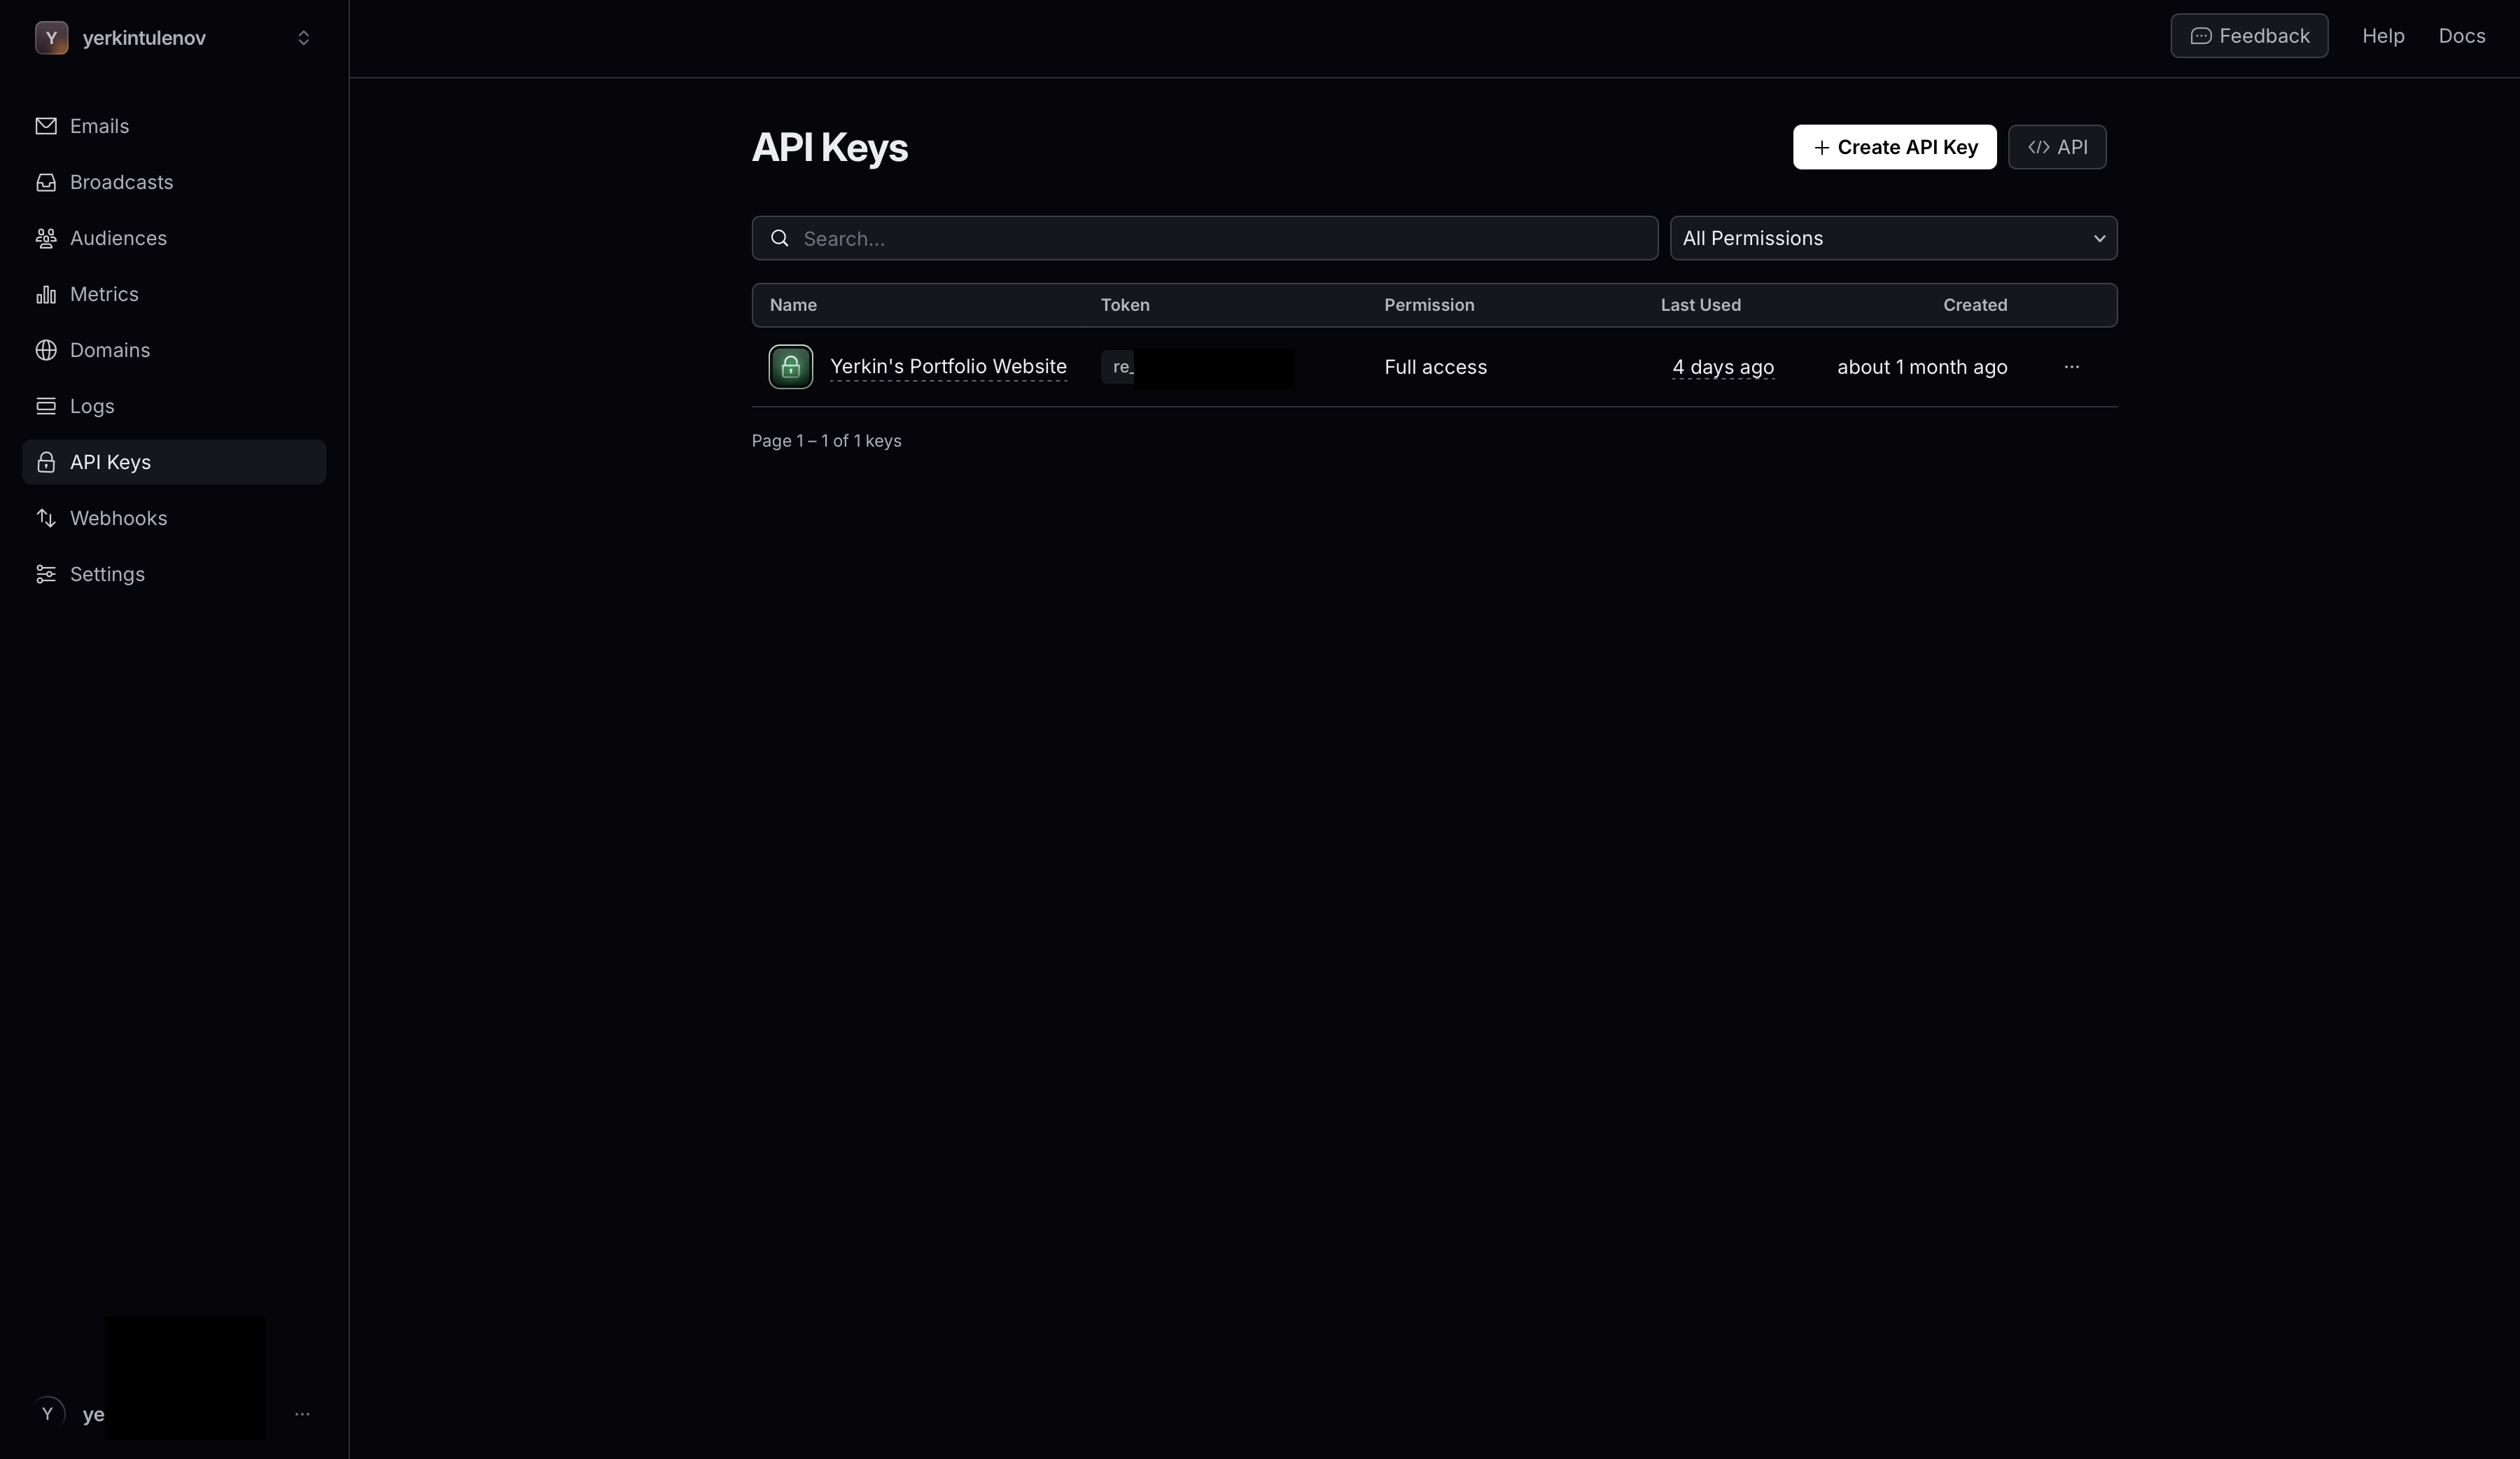 Y yerkintulenov
Feedback Help Docs
Emails
Broadcasts
Audiences
Metrics
Domains
Logs
API Keys
Webhooks
Settings
API Keys
Create API Key API
Search...
All Permissions
Name Token Permission Last Used Created
Yerkin's Portfolio Website re_ Full access 4 days ago about 1 month ago
Page 1 – 1 of 1 keys
Y ye